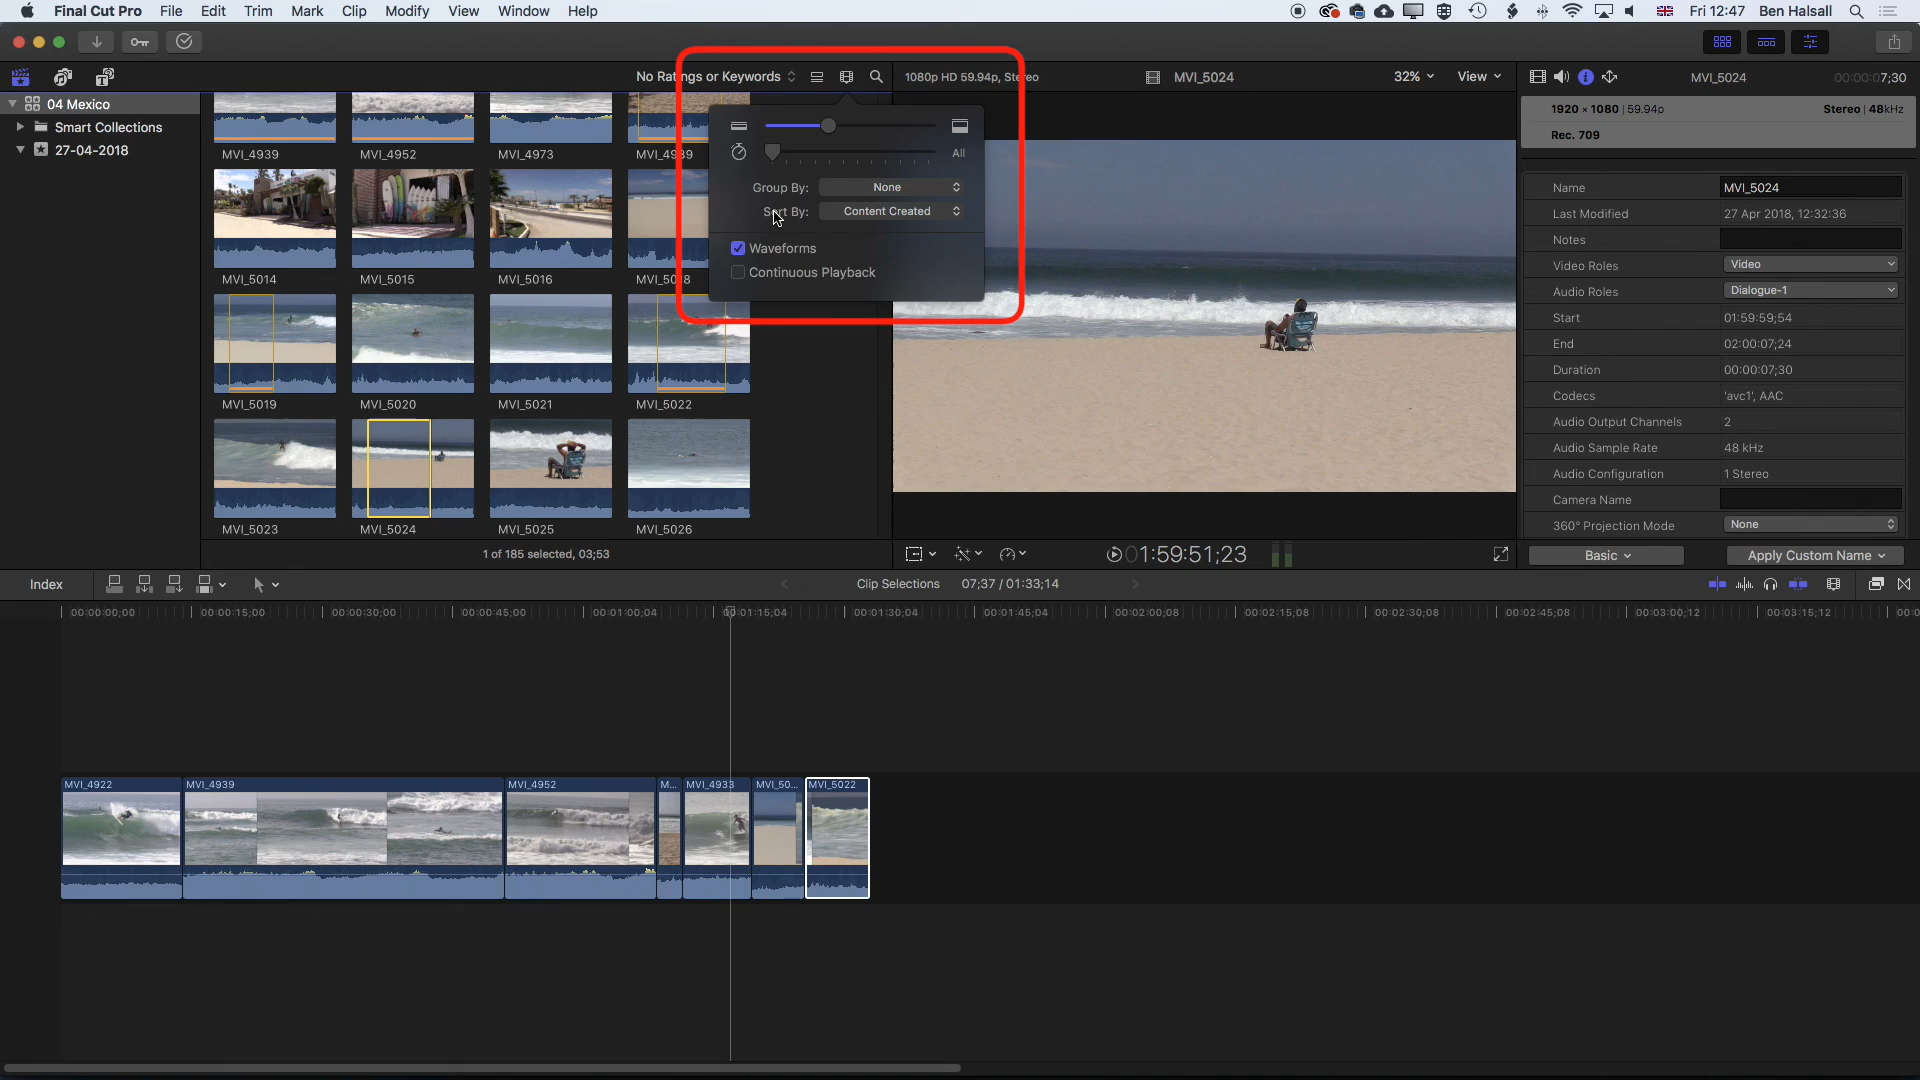 Final Cut Pro File Edit Trim Mark Clip Modify View Window Help Fri 12:47 Ben Halsall
No Ratings or Keywords 1080p HD 59.94p, Stereo MVI_5024 32% View MVI_5024 00:00:07;30
04 Mexico
Smart Collections
27-04-2018
MVI_4939 MVI_4952 MVI_4973 MVI_4989
MVI_5014 MVI_5015 MVI_5016 MVI_5018
MVI_5019 MVI_5020 MVI_5021 MVI_5022
MVI_5023 MVI_5024 MVI_5025 MVI_5026
1 of 185 selected, 03;53
All
Group By: None
Sort By: Content Created
Waveforms
Continuous Playback
01:59:51;23
1920 × 1080 | 59.94p Stereo | 48kHz
Rec. 709
Name MVI_5024
Last Modified 27 Apr 2018, 12:32:36
Notes
Video Roles Video
Audio Roles Dialogue-1
Start 01:59:59;54
End 02:00:07;24
Duration 00:00:07;30
Codecs 'avc1', AAC
Audio Output Channels 2
Audio Sample Rate 48 kHz
Audio Configuration 1 Stereo
Camera Name
360° Projection Mode None
Basic Apply Custom Name
Index Clip Selections 07;37 / 01:33;14
00:00:00;00 00:00:15;00 00:00:30;00 00:00:45;00 00:01:00;04 00:01:15;04 00:01:30;04 00:01:45;04 00:02:00;08 00:02:15;08 00:02:30;08 00:02:45;08 00:03:00;12 00:03:15;12 00:0
MVI_4922 MVI_4939 MVI_4952 M... MVI_4933 MVI_50... MVI_5022